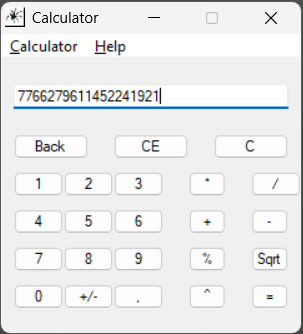 Calculator
Calculator Help
7766279611452241921
Back CE C
1 2 3 * /
4 5 6 + -
7 8 9 % Sqrt
0 +/- , ^ =